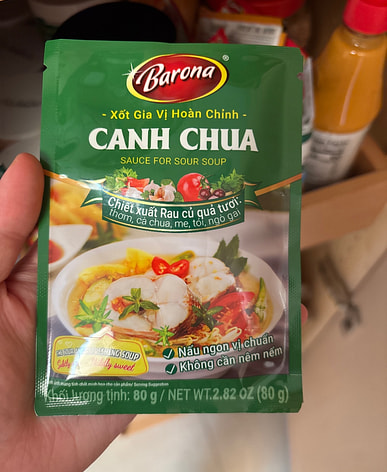 Barona®
- Xốt Gia Vị Hoàn Chỉnh -
CANH CHUA
SAUCE FOR SOUR SOUP
Chiết xuất Rau củ quả tươi:
thơm, cà chua, me, tỏi, ngò gai
SOUP
sweet
✓ Nấu ngon vị chuẩn
✓ Không cần nêm nếm
Khối lượng tịnh: 80 g / NET WT.2.82 OZ (80 g)